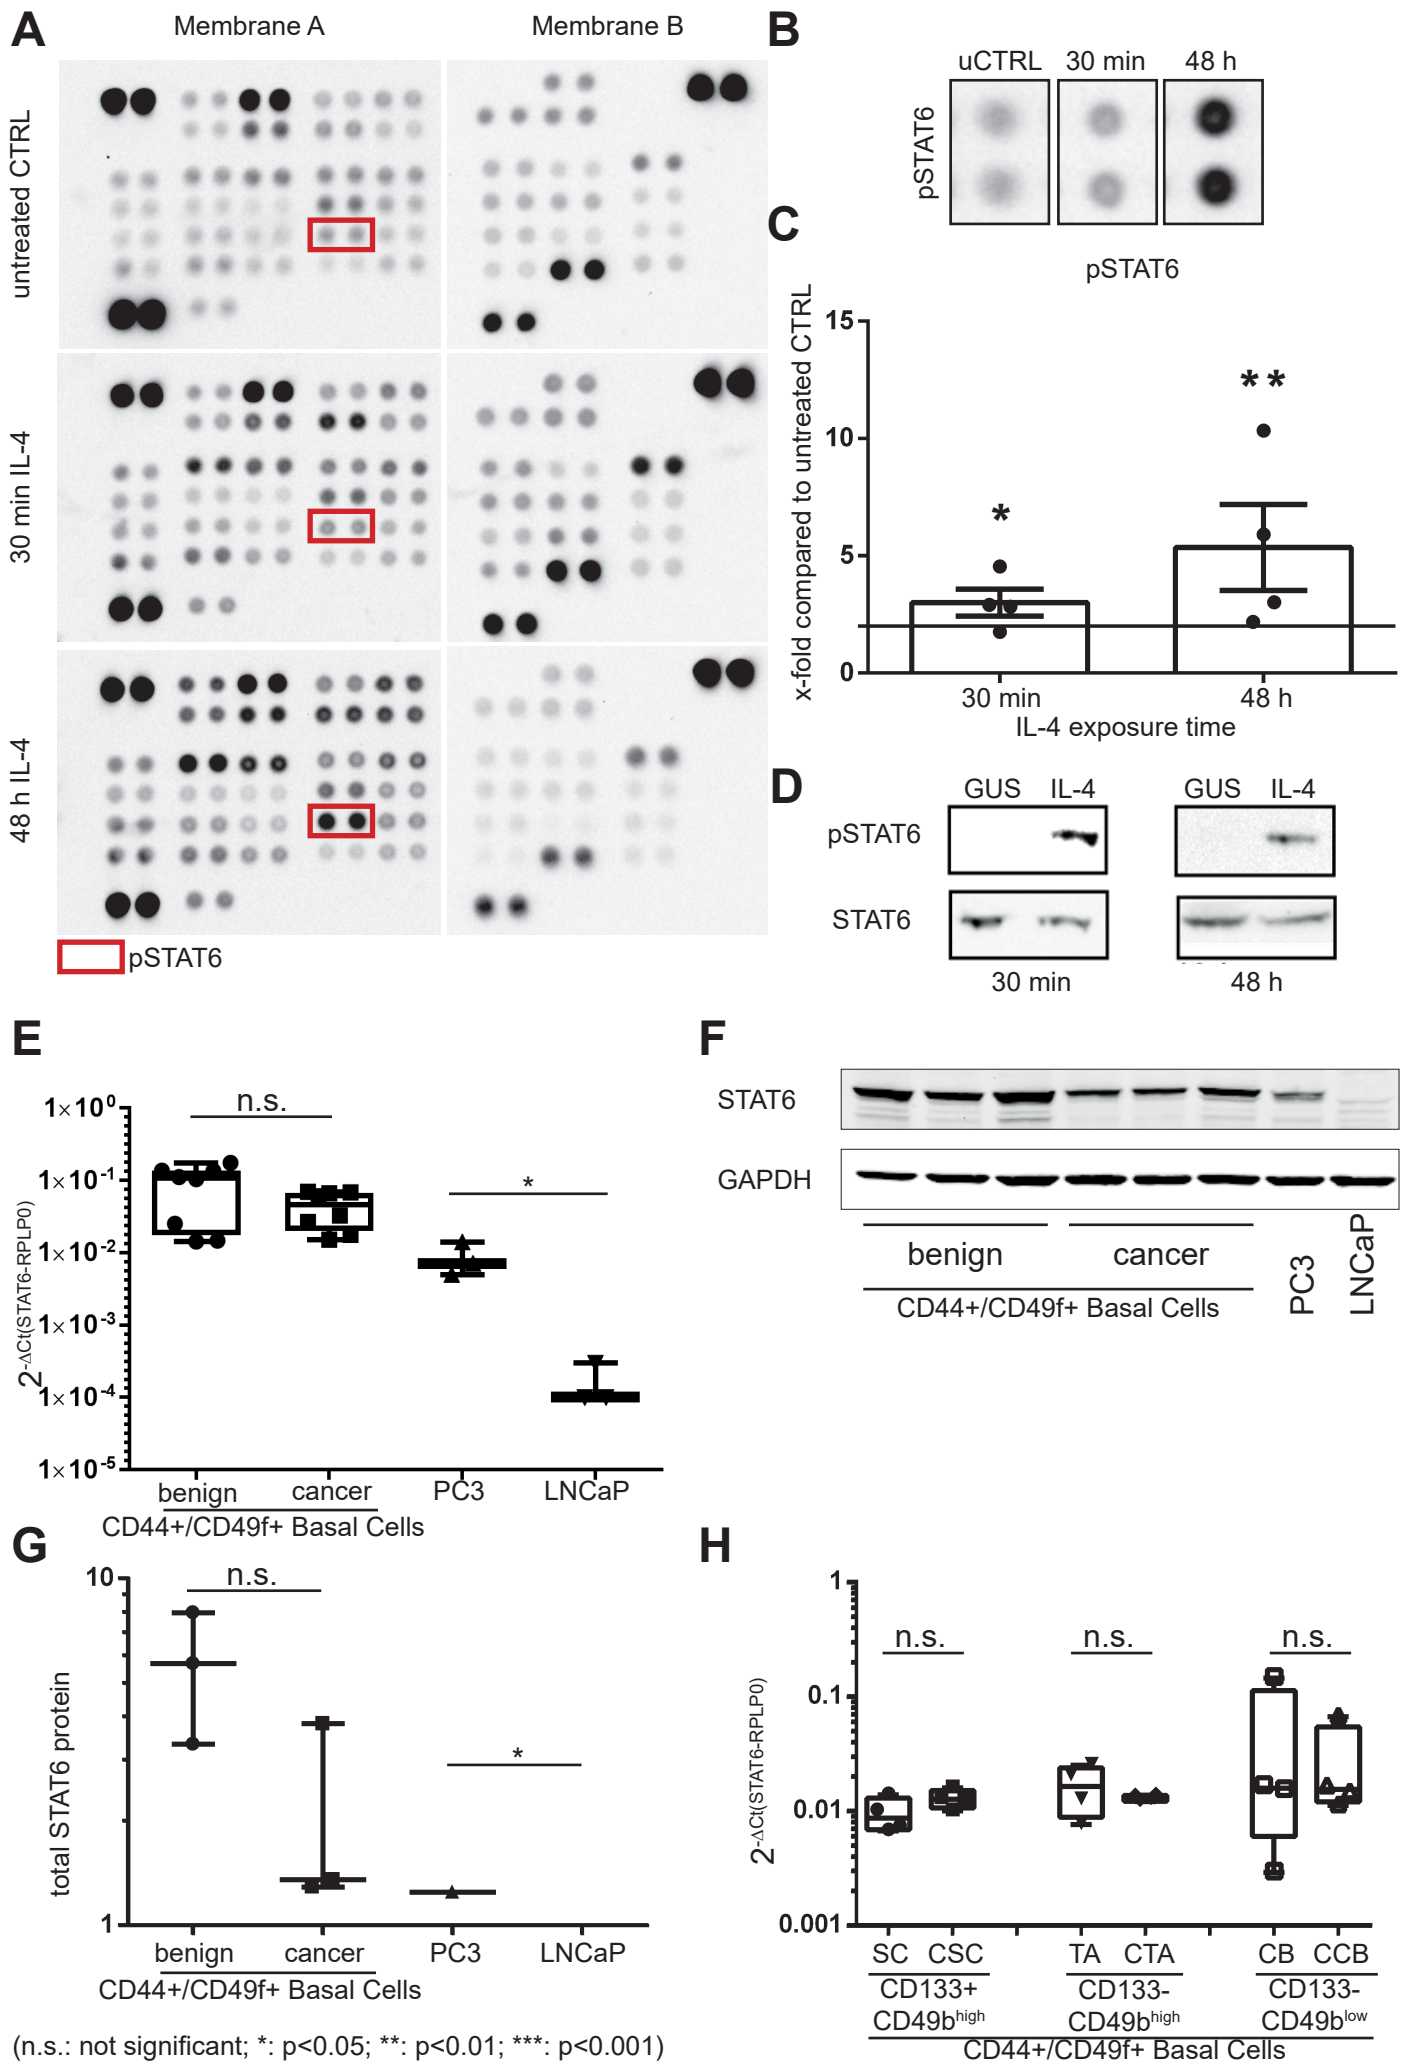 A
Membrane A
Membrane B
untreated CTRL
30 min IL-4
48 h IL-4
pSTAT6
B
uCTRL 30 min 48 h
pSTAT6
C
pSTAT6
x-fold compared to untreated CTRL
15
10
5
0
*
**
30 min 48 h
IL-4 exposure time
D
GUS IL-4 GUS IL-4
pSTAT6
STAT6
30 min 48 h
E
2-ΔCt(STAT6-RPLP0)
1×10⁰
1×10⁻¹
1×10⁻²
1×10⁻³
1×10⁻⁴
1×10⁻⁵
n.s.
*
benign cancer PC3 LNCaP
CD44+/CD49f+ Basal Cells
F
STAT6
GAPDH
benign cancer PC3 LNCaP
CD44+/CD49f+ Basal Cells
G
total STAT6 protein
10
1
n.s.
*
benign cancer PC3 LNCaP
CD44+/CD49f+ Basal Cells
H
2-ΔCt(STAT6-RPLP0)
1
0.1
0.01
0.001
n.s. n.s. n.s.
SC CSC TA CTA CB CCB
CD133+ CD133- CD133-
CD49bhigh CD49bhigh CD49blow
CD44+/CD49f+ Basal Cells
(n.s.: not significant; *: p<0.05; **: p<0.01; ***: p<0.001)